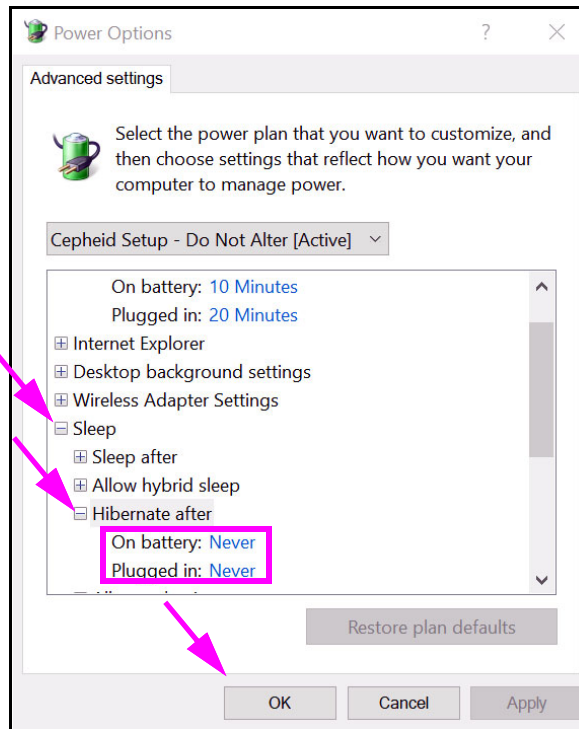 Power Options
?
Advanced settings
Select the power plan that you want to customize, and
then choose settings that reflect how you want your
computer to manage power.
Cepheid Setup - Do Not Alter [Active]
On battery: 10 Minutes
Plugged in: 20 Minutes
Internet Explorer
Desktop background settings
Wireless Adapter Settings
Sleep
Sleep after
Allow hybrid sleep
Hibernate after
On battery: Never
Plugged in: Never
Restore plan defaults
OK Cancel Apply